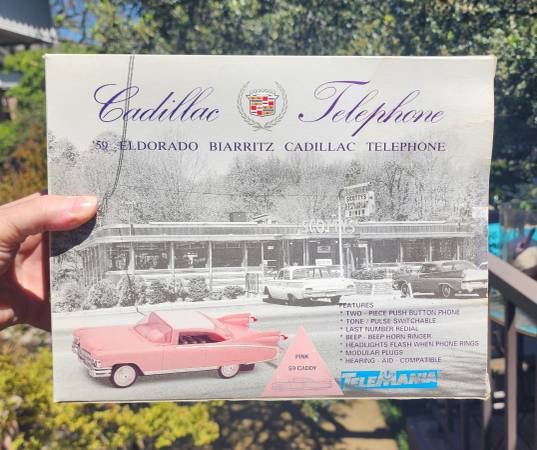 Cadillac Telephone
'59 ELDORADO BIARRITZ CADILLAC TELEPHONE
FEATURES
* TWO - PIECE PUSH BUTTON PHONE
* TONE / PULSE SWITCHABLE
* LAST NUMBER REDIAL
* BEEP - BEEP HORN RINGER
* HEADLIGHTS FLASH WHEN PHONE RINGS
* MODULAR PLUGS
* HEARING - AID - COMPATIBLE
PINK
59 CADDY
TELEMANIA